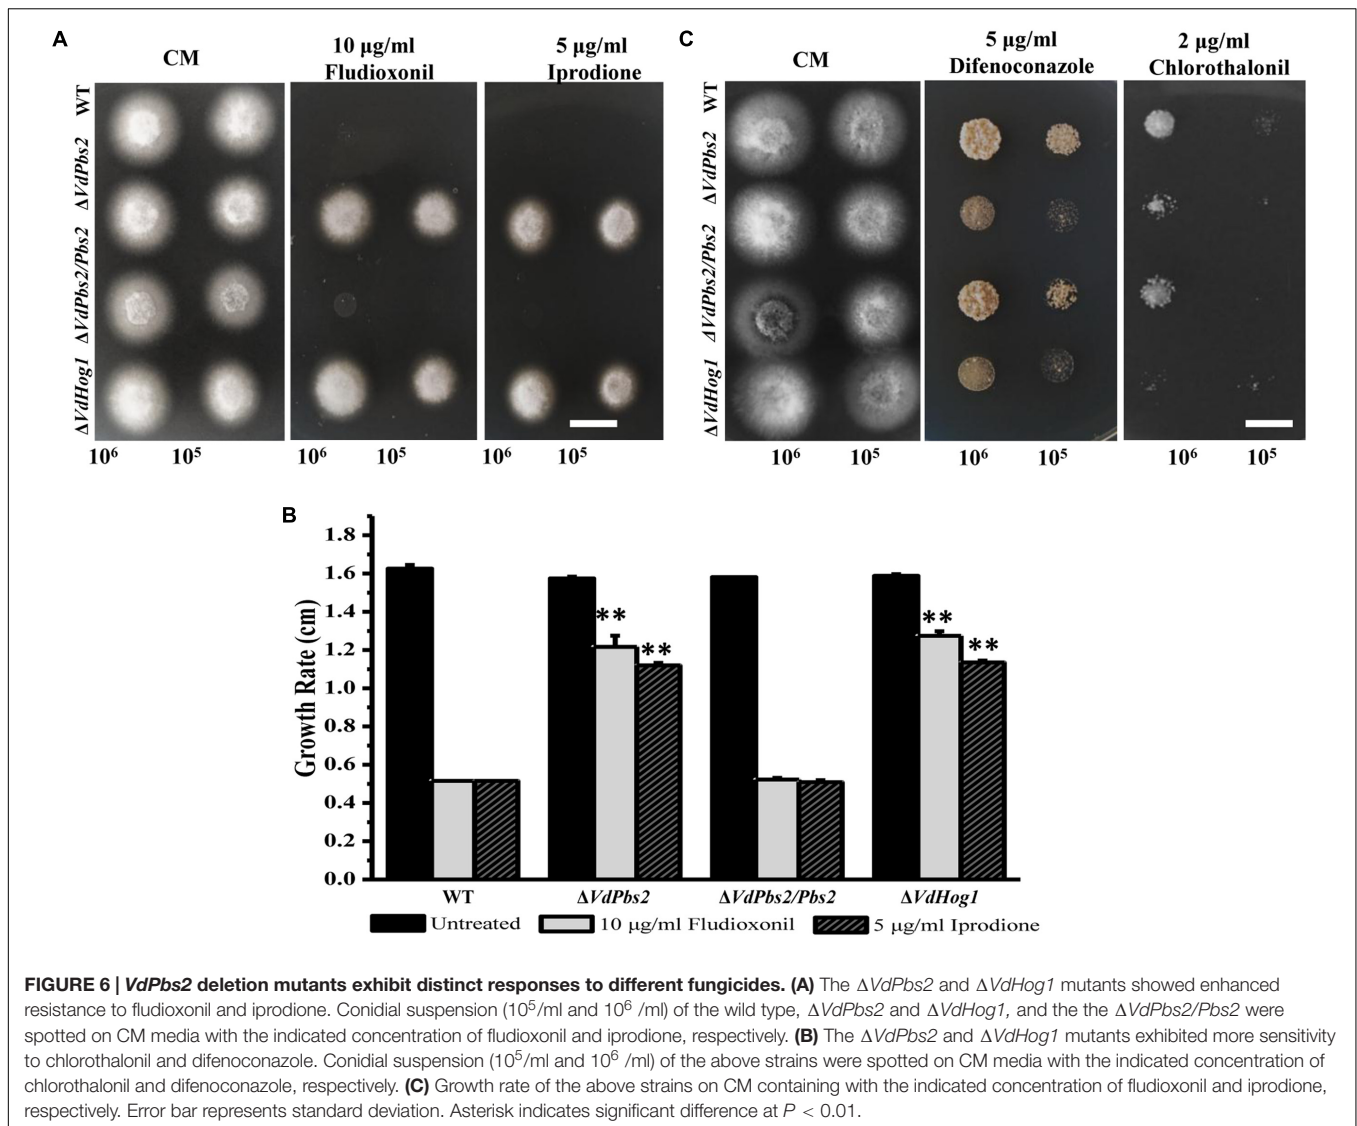 A
CM
10 μg/ml
Fludioxonil
5 μg/ml
Iprodione
WT
ΔVdPbs2
ΔVdPbs2/Pbs2
ΔVdHog1
10⁶ 10⁵ 10⁶ 10⁵ 10⁶ 10⁵
C
CM
5 μg/ml
Difenoconazole
2 μg/ml
Chlorothalonil
WT
ΔVdPbs2
ΔVdPbs2/Pbs2
ΔVdHog1
10⁶ 10⁵ 10⁶ 10⁵ 10⁶ 10⁵
B
Growth Rate (cm)
1.8
1.6
1.4
1.2
1.0
0.8
0.6
0.4
0.2
0.0
** ** ** **
WT ΔVdPbs2 ΔVdPbs2/Pbs2 ΔVdHog1
Untreated 10 μg/ml Fludioxonil 5 μg/ml Iprodione
FIGURE 6 | VdPbs2 deletion mutants exhibit distinct responses to different fungicides. (A) The ΔVdPbs2 and ΔVdHog1 mutants showed enhanced
resistance to fludioxonil and iprodione. Conidial suspension (10⁵/ml and 10⁶ /ml) of the wild type, ΔVdPbs2 and ΔVdHog1, and the the ΔVdPbs2/Pbs2 were
spotted on CM media with the indicated concentration of fludioxonil and iprodione, respectively. (B) The ΔVdPbs2 and ΔVdHog1 mutants exhibited more sensitivity
to chlorothalonil and difenoconazole. Conidial suspension (10⁵/ml and 10⁶ /ml) of the above strains were spotted on CM media with the indicated concentration of
chlorothalonil and difenoconazole, respectively. (C) Growth rate of the above strains on CM containing with the indicated concentration of fludioxonil and iprodione,
respectively. Error bar represents standard deviation. Asterisk indicates significant difference at P < 0.01.